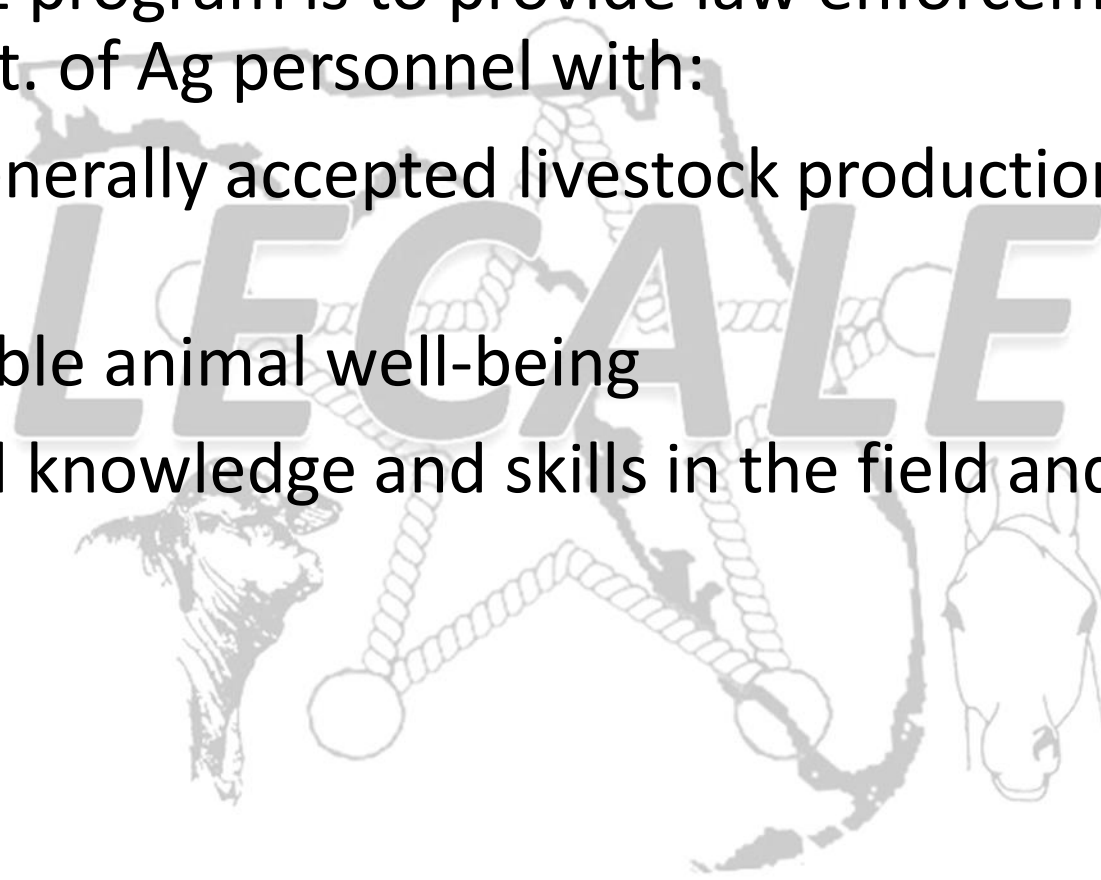 program is to provide law enforcem
t. of Ag personnel with:
nerally accepted livestock production
LECALE
ble animal well-being
knowledge and skills in the field and